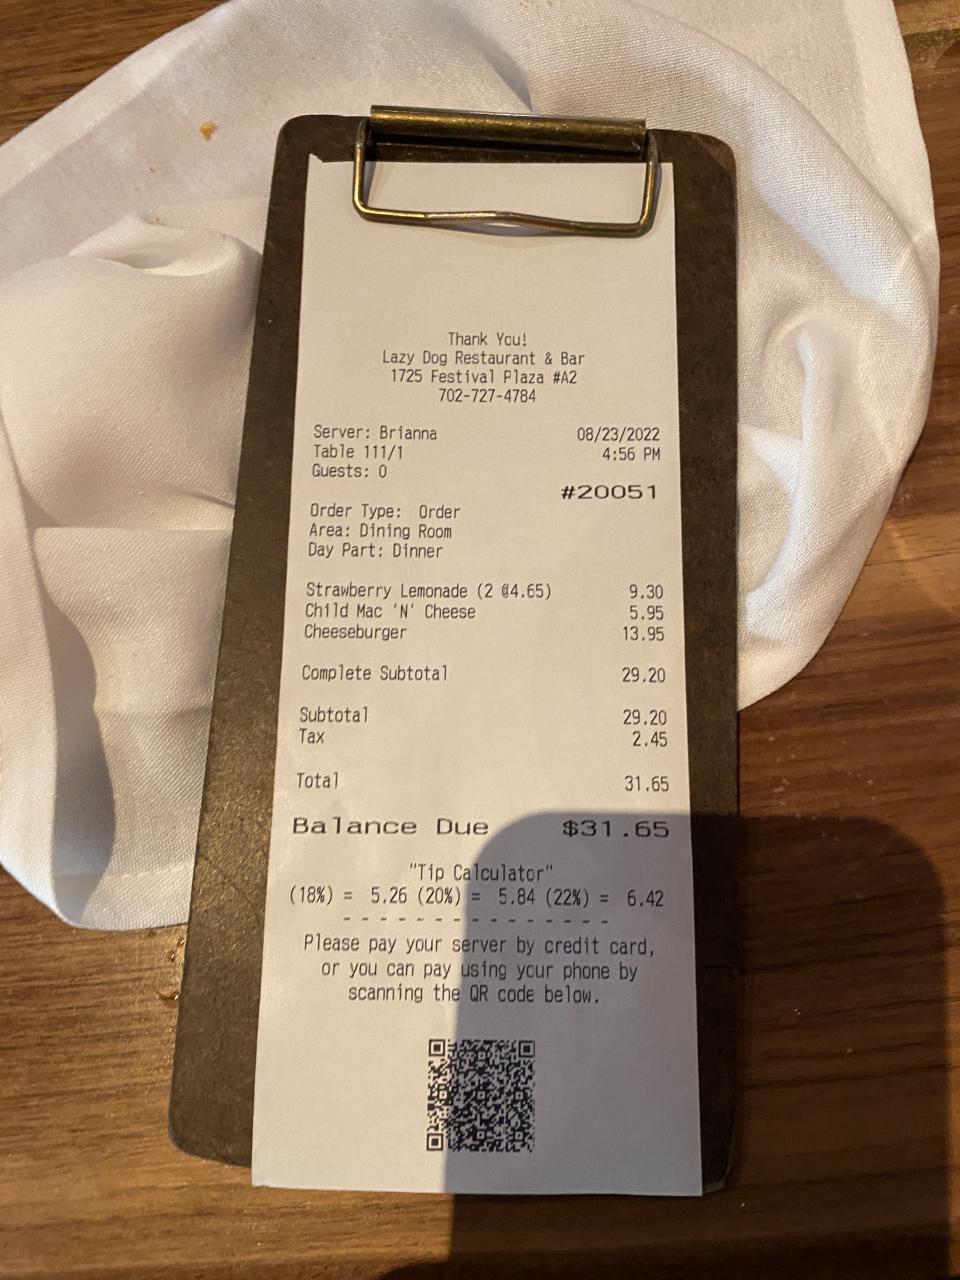 Thank You!
Lazy Dog Restaurant & Bar
1725 Festival Plaza #A2
702-727-4784
Server: Brianna 08/23/2022
Table 111/1 4:56 PM
Guests: 0
#20051
Order Type: Order
Area: Dining Room
Day Part: Dinner
Strawberry Lemonade (2 @4.65) 9.30
Child Mac 'N' Cheese 5.95
Cheeseburger 13.95
Complete Subtotal 29.20
Subtotal 29.20
Tax 2.45
Total 31.65
Balance Due $31.65
"Tip Calculator"
(18%) = 5.26 (20%) = 5.84 (22%) = 6.42
- - - - - - - - - - - - - - -
Please pay your server by credit card,
or you can pay using your phone by
scanning the QR code below.